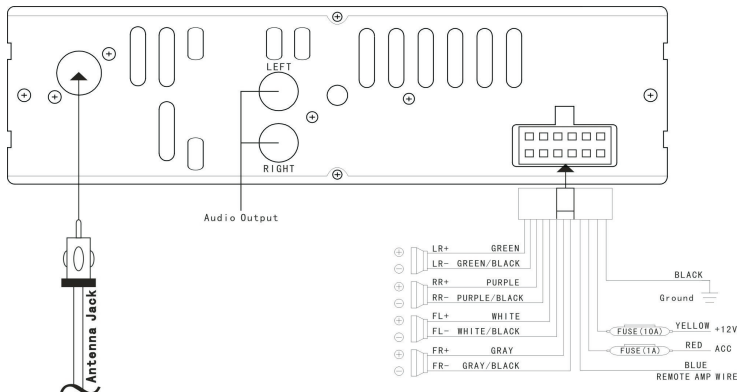 LEFT
RIGHT
Audio Output
Antenna Jack
LR+ GREEN
LR- GREEN/BLACK
RR+ PURPLE
RR- PURPLE/BLACK
FL+ WHITE
FL- WHITE/BLACK
FR+ GRAY
FR- GRAY/BLACK
BLACK
Ground
FUSE(10A) YELLOW +12V
FUSE(1A) RED ACC
BLUE
REMOTE AMP WIRE